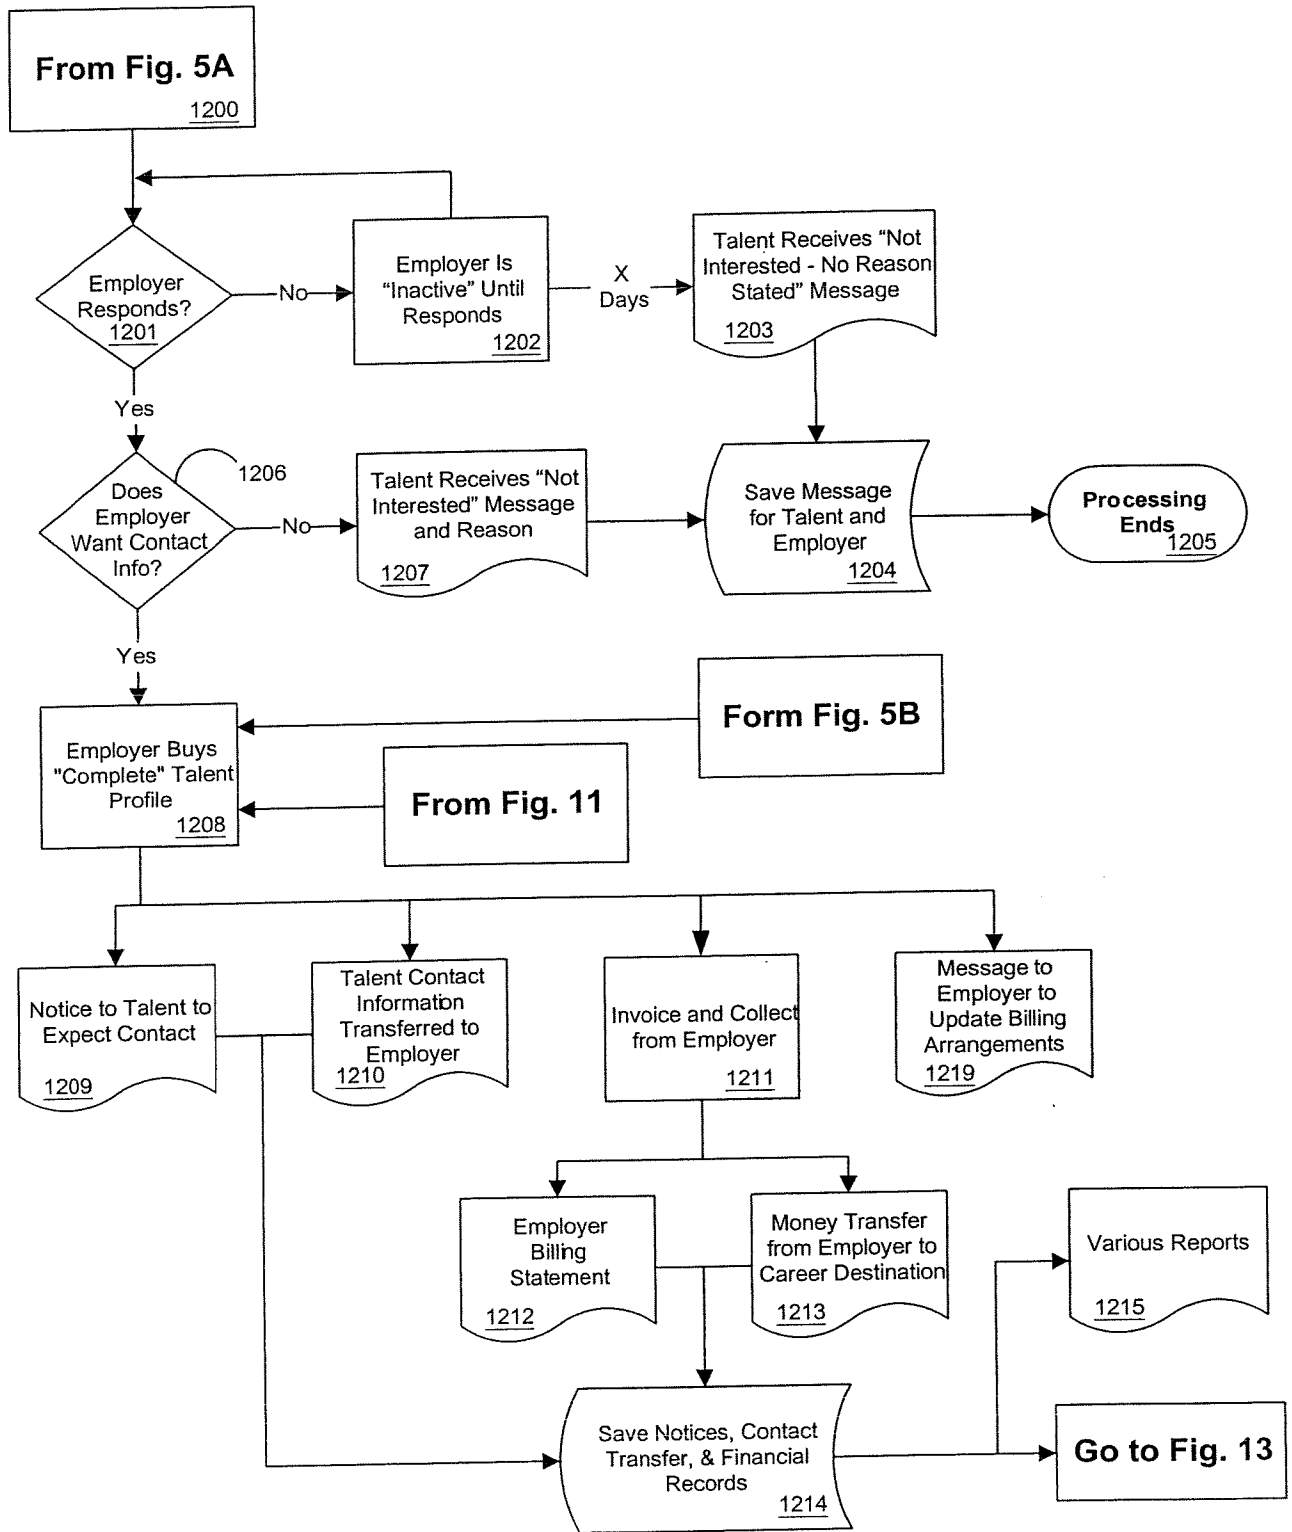 From Fig. 5A
1200
Employer
Responds?
1201
No
Employer Is
“Inactive” Until
Responds
1202
X
Days
Talent Receives “Not
Interested - No Reason
Stated” Message
1203
Yes
1206
Does
Employer
Want Contact
Info?
No
Talent Receives “Not
Interested” Message
and Reason
1207
Save Message
for Talent and
Employer
1204
Processing
Ends
1205
Yes
Form Fig. 5B
Employer Buys
"Complete" Talent
Profile
1208
From Fig. 11
Notice to Talent to
Expect Contact
1209
Talent Contact
Information
Transferred to
Employer
1210
Invoice and Collect
from Employer
1211
Message to
Employer to
Update Billing
Arrangements
1219
Employer
Billing
Statement
1212
Money Transfer
from Employer to
Career Destination
1213
Various Reports
1215
Save Notices, Contact
Transfer, & Financial
Records
1214
Go to Fig. 13